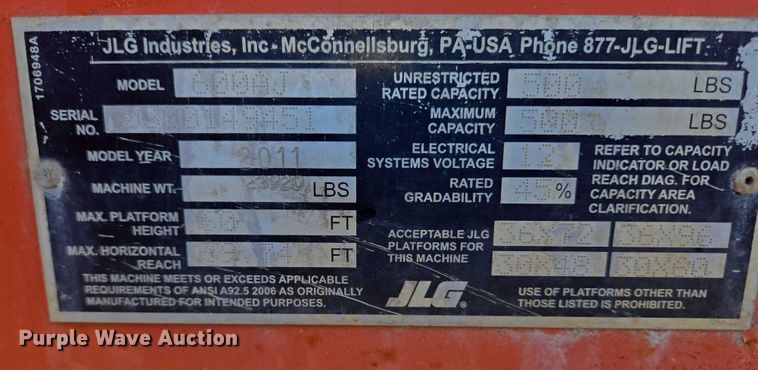 1706948A
JLG Industries, Inc - McConnellsburg, PA-USA Phone 877-JLG-LIFT
MODEL 600AJ
SERIAL NO.
MODEL YEAR 2011
MACHINE WT. LBS
MAX. PLATFORM HEIGHT FT
MAX. HORIZONTAL REACH FT
THIS MACHINE MEETS OR EXCEEDS APPLICABLE
REQUIREMENTS OF ANSI A92.5 2006 AS ORIGINALLY
MANUFACTURED FOR INTENDED PURPOSES.
UNRESTRICTED RATED CAPACITY 500 LBS
MAXIMUM CAPACITY 500 LBS
ELECTRICAL SYSTEMS VOLTAGE 12
RATED GRADABILITY 45%
REFER TO CAPACITY
INDICATOR OR LOAD
REACH DIAG. FOR
CAPACITY AREA
CLARIFICATION.
ACCEPTABLE JLG
PLATFORMS FOR
THIS MACHINE
JLG®
USE OF PLATFORMS OTHER THAN
THOSE LISTED IS PROHIBITED.
Purple Wave Auction